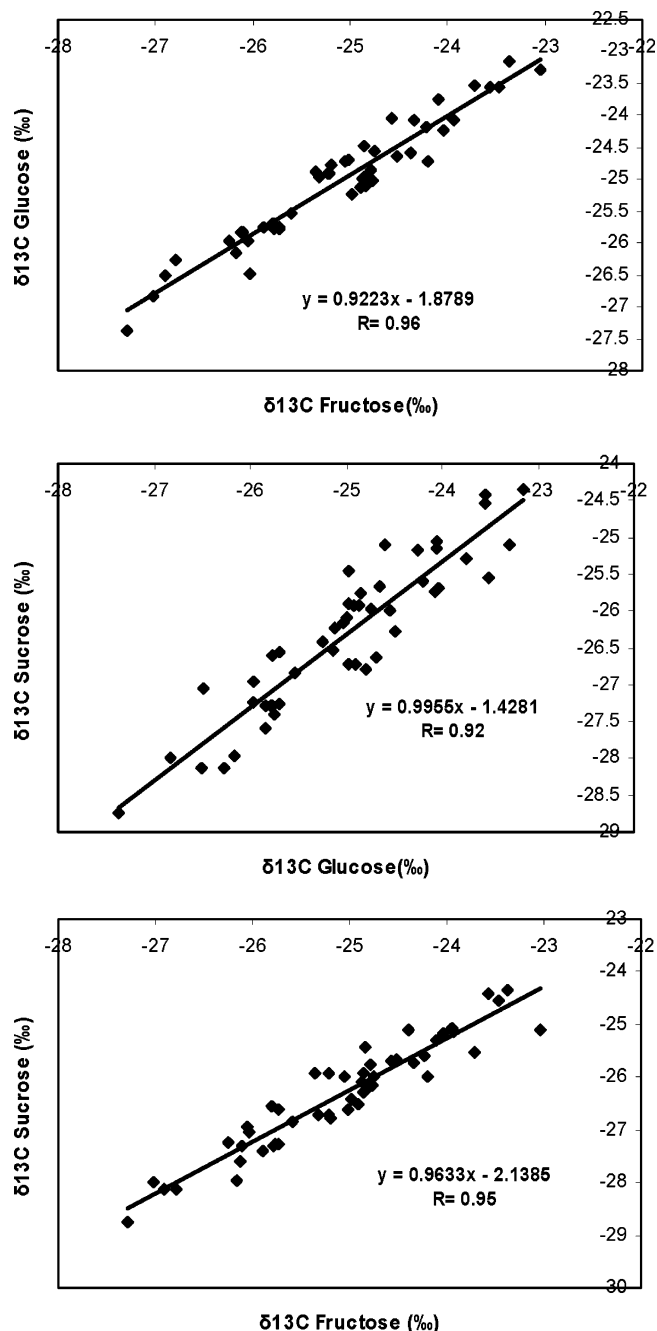 -28 -27 -26 -25 -24 -23 -22
22.5
-23
-23.5
-24
-24.5
-25
-25.5
-26
-26.5
-27
-27.5
28
δ13C Glucose (‰)
y = 0.9223x - 1.8789
R= 0.96
δ13C Fructose(‰)
-28 -27 -26 -25 -24 -23 -22
24
-24.5
-25
-25.5
-26
-26.5
-27
-27.5
-28
-28.5
29
δ13C Sucrose (‰)
y = 0.9955x - 1.4281
R= 0.92
δ13C Glucose(‰)
-28 -27 -26 -25 -24 -23 -22
23
-24
-25
-26
-27
-28
-29
30
δ13C Sucrose (‰)
y = 0.9633x - 2.1385
R= 0.95
δ13C Fructose (‰)